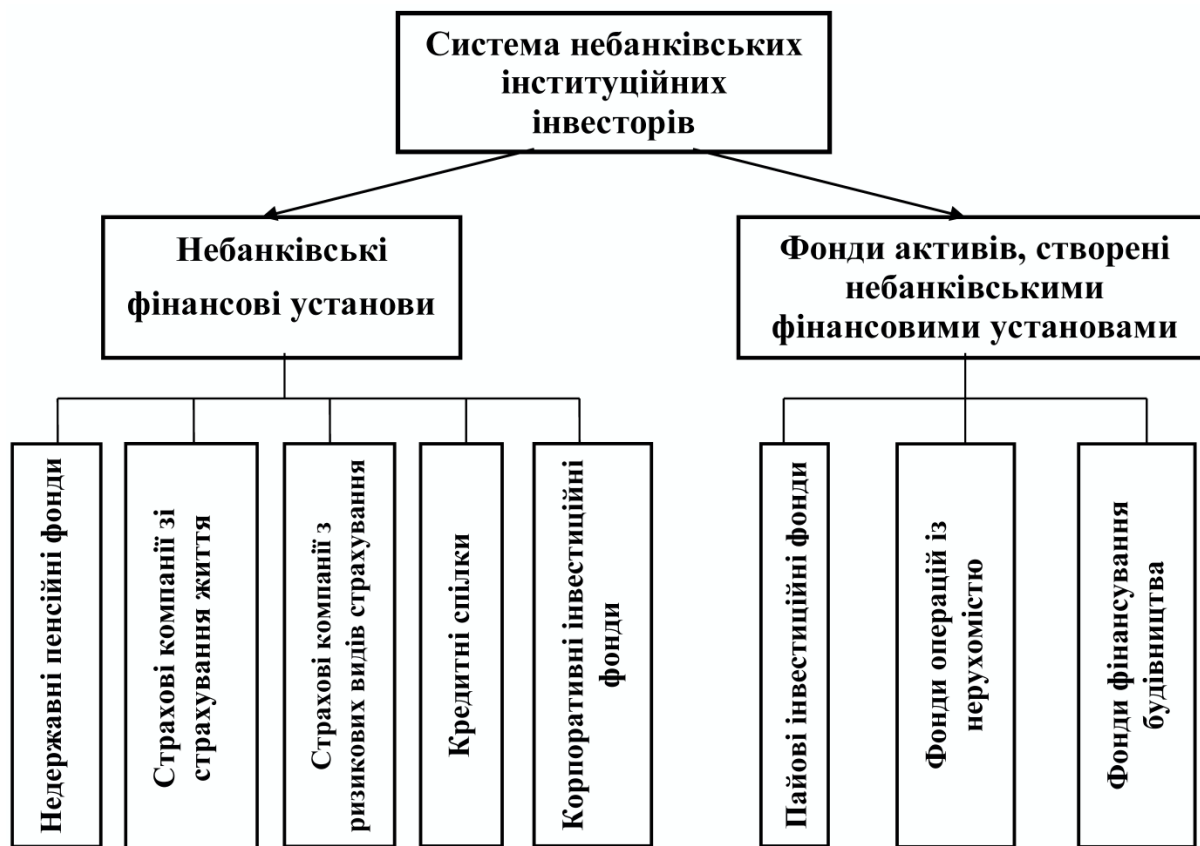 Система небанківських
інституційних
інвесторів
Небанківські
фінансові установи
Фонди активів, створені
небанківськими
фінансовими установами
Недержавні пенсійні фонди
Страхові компанії зі
страхування життя
Страхові компанії з
ризикових видів страхування
Кредитні спілки
Корпоративні інвестиційні
фонди
Пайові інвестиційні фонди
Фонди операцій із
нерухомістю
Фонди фінансування
будівництва